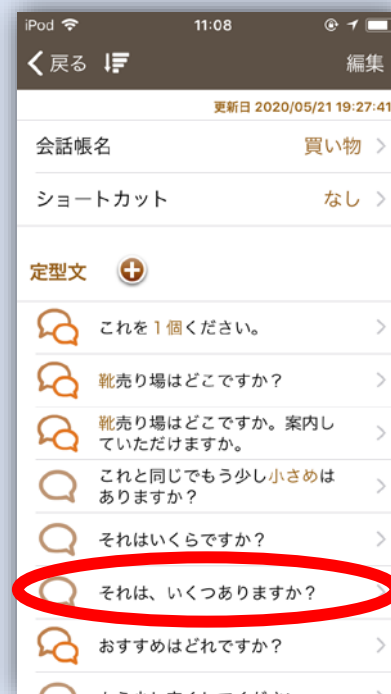 iPod 11:08
戻る 編集
更新日 2020/05/21 19:27:41
会話帳名 買い物
ショートカット なし
定型文
これを1個ください。
靴売り場はどこですか？
靴売り場はどこですか。案内し
ていただけますか。
これと同じでもう少し小さめは
ありますか？
それはいくらですか？
それは、いくつありますか？
おすすめはどれですか？